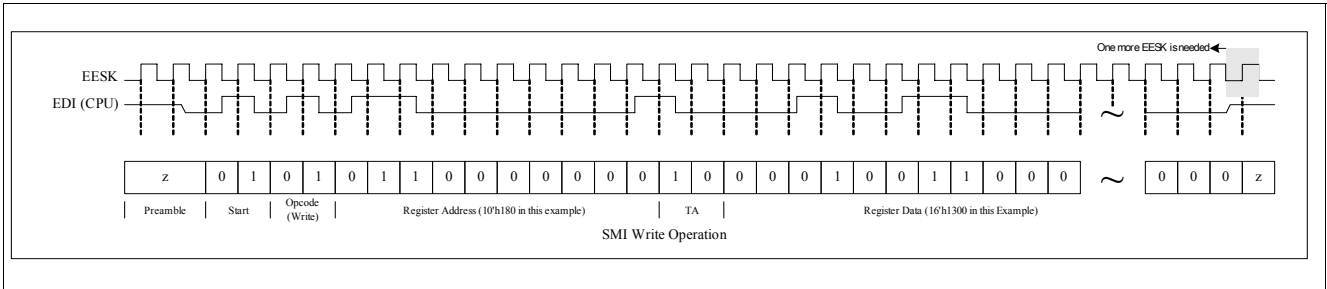 One more EESK is needed
EESK
EDI (CPU)
~
z 0 1 0 1 0 1 1 0 0 0 0 0 0 0 1 0 0 0 0 1 0 0 1 1 0 0 0 ~ 0 0 0 z
Preamble Start Opcode (Write) Register Address (10'h180 in this example) TA Register Data (16'h1300 in this Example)
SMI Write Operation